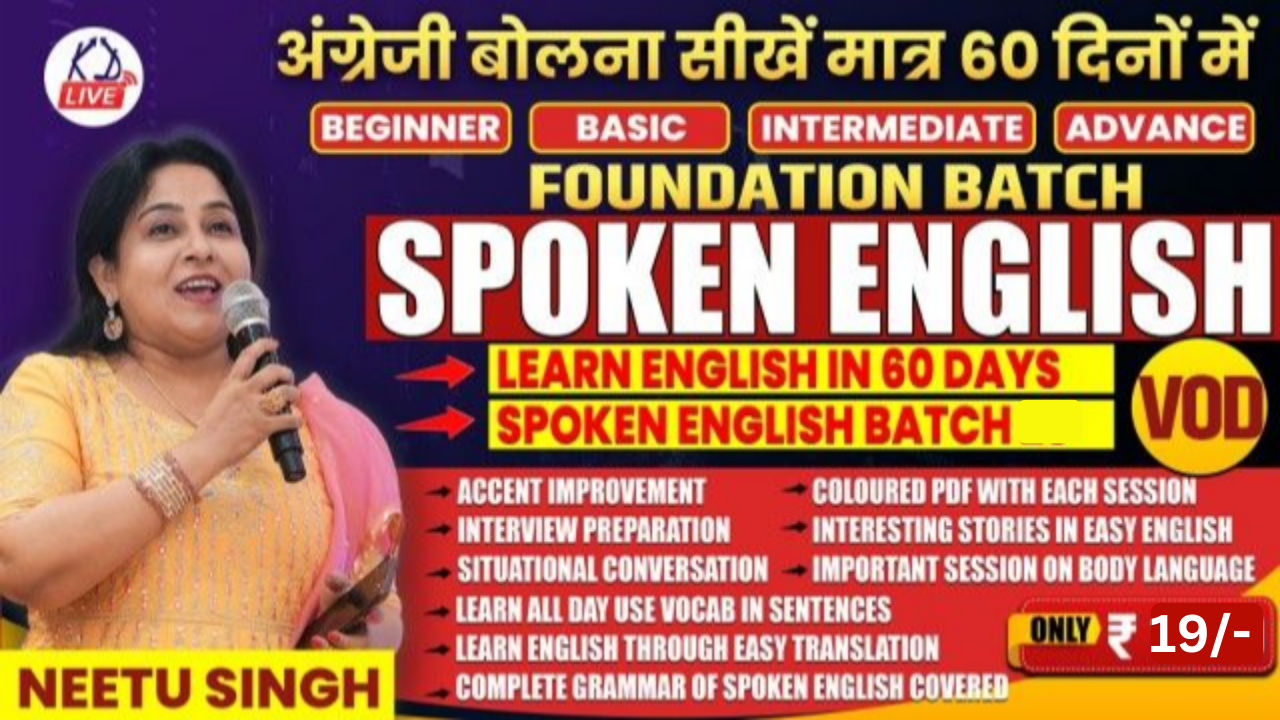 KD
LIVE
अंग्रेजी बोलना सीखें मात्र 60 दिनों में
BEGINNER BASIC INTERMEDIATE ADVANCE
FOUNDATION BATCH
SPOKEN ENGLISH
LEARN ENGLISH IN 60 DAYS
SPOKEN ENGLISH BATCH
VOD
ACCENT IMPROVEMENT
INTERVIEW PREPARATION
SITUATIONAL CONVERSATION
LEARN ALL DAY USE VOCAB IN SENTENCES
LEARN ENGLISH THROUGH EASY TRANSLATION
COMPLETE GRAMMAR OF SPOKEN ENGLISH COVERED
COLOURED PDF WITH EACH SESSION
INTERESTING STORIES IN EASY ENGLISH
IMPORTANT SESSION ON BODY LANGUAGE
ONLY ₹ 19/-
NEETU SINGH